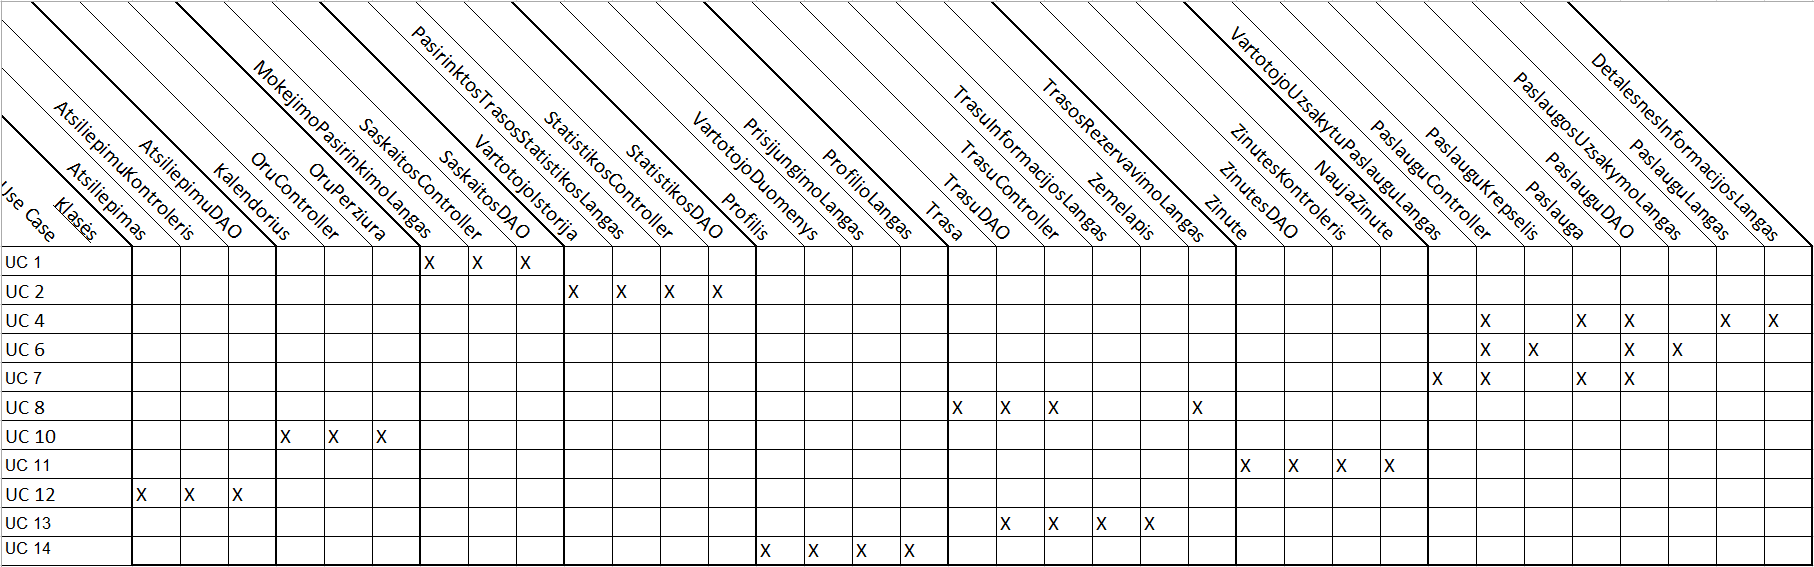 Use Case
Klasės
Atsiliepimas
AtsiliepimuKontroleris
AtsiliepimuDAO
Kalendorius
OruController
OruPerziura
MokejimoPasirinkimoLangas
SaskaitosController
SaskaitosDAO
VartotojoIstorija
PasirinktosTrasosStatistikosLangas
StatistikosController
StatistikosDAO
Profilis
VartotojoDuomenys
PrisijungimoLangas
ProfilioLangas
Trasa
TrasuDAO
TrasuController
TrasuInformacijosLangas
Zemelapis
TrasosRezervavimoLangas
Zinute
ZinutesDAO
ZinutesKontroleris
NaujaZinute
VartotojoUzsakytuPaslauguLangas
PaslauguController
PaslauguKrepselis
Paslauga
PaslauguDAO
PaslaugosUzsakymoLangas
PaslauguLangas
DetalesnesInformacijosLangas
UC 1 X X X
UC 2 X X X X
UC 4 X X X X X
UC 6 X X X X
UC 7 X X X X
UC 8 X X X X
UC 10 X X X
UC 11 X X X X
UC 12 X X X
UC 13 X X X X
UC 14 X X X X